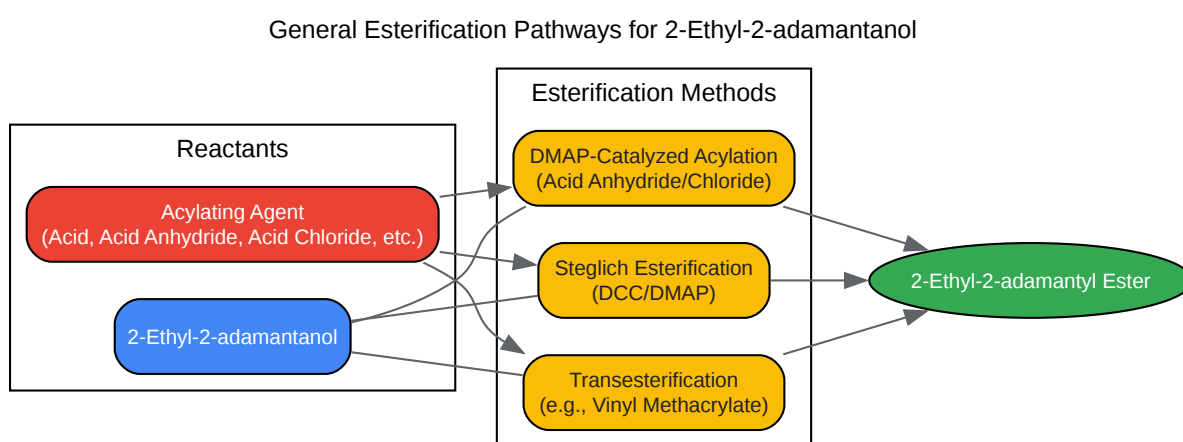 General Esterification Pathways for 2-Ethyl-2-adamantanol
Reactants
Acylating Agent
(Acid, Acid Anhydride, Acid Chloride, etc.)
2-Ethyl-2-adamantanol
Esterification Methods
DMAP-Catalyzed Acylation
(Acid Anhydride/Chloride)
Steglich Esterification
(DCC/DMAP)
Transesterification
(e.g., Vinyl Methacrylate)
2-Ethyl-2-adamantyl Ester